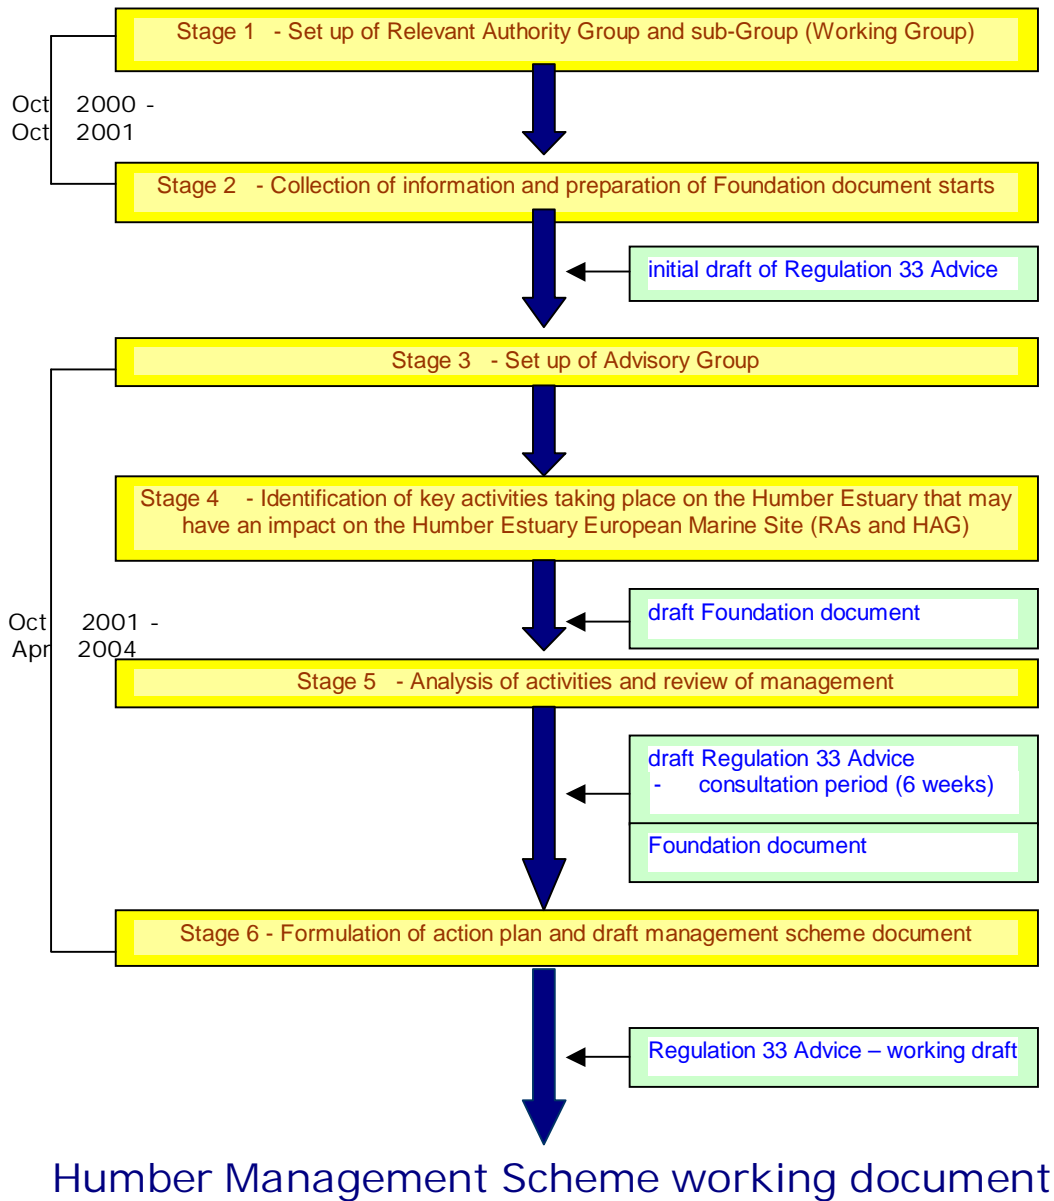 Stage 1 - Set up of Relevant Authority Group and sub-Group (Working Group)
Oct 2000 -
Oct 2001
Stage 2 - Collection of information and preparation of Foundation document starts
initial draft of Regulation 33 Advice
Stage 3 - Set up of Advisory Group
Stage 4 - Identification of key activities taking place on the Humber Estuary that may
have an impact on the Humber Estuary European Marine Site (RAs and HAG)
draft Foundation document
Oct 2001 -
Apr 2004
Stage 5 - Analysis of activities and review of management
draft Regulation 33 Advice
- consultation period (6 weeks)
Foundation document
Stage 6 - Formulation of action plan and draft management scheme document
Regulation 33 Advice – working draft
Humber Management Scheme working document